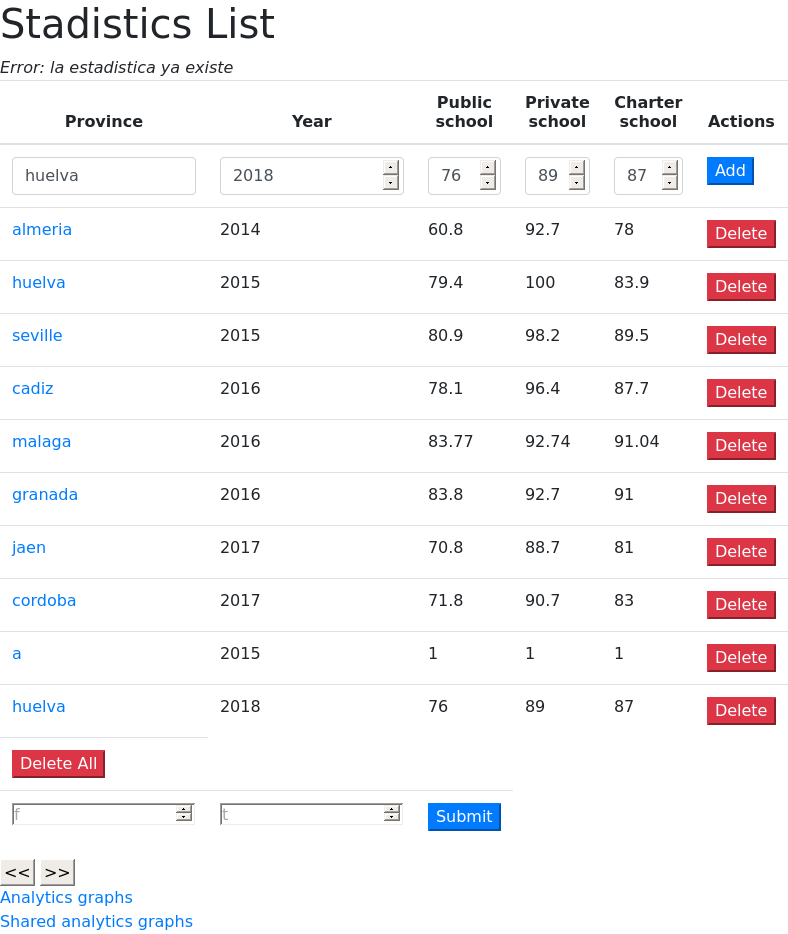 Stadistics List
Error: la estadistica ya existe
Province Year Public school Private school Charter school Actions
huelva 2018 76 89 87 Add
almeria 2014 60.8 92.7 78 Delete
huelva 2015 79.4 100 83.9 Delete
seville 2015 80.9 98.2 89.5 Delete
cadiz 2016 78.1 96.4 87.7 Delete
malaga 2016 83.77 92.74 91.04 Delete
granada 2016 83.8 92.7 91 Delete
jaen 2017 70.8 88.7 81 Delete
cordoba 2017 71.8 90.7 83 Delete
a 2015 1 1 1 Delete
huelva 2018 76 89 87 Delete
Delete All
f t Submit
<< >>
Analytics graphs
Shared analytics graphs